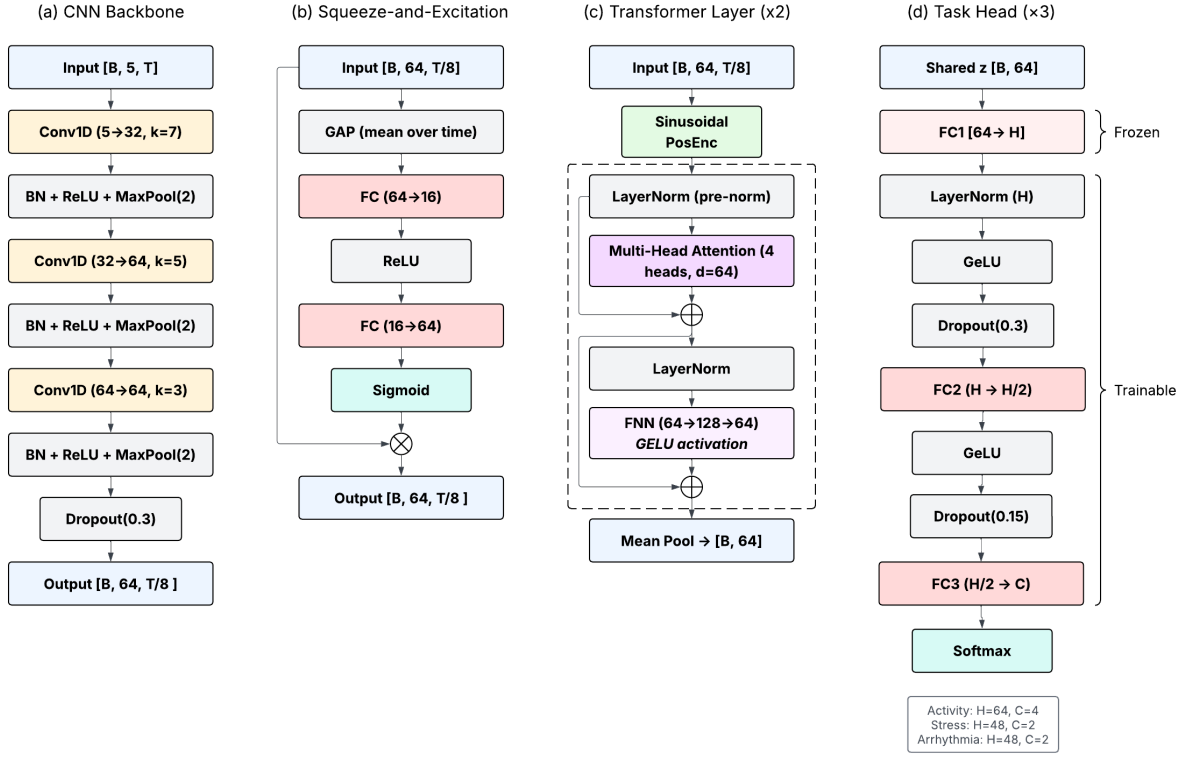 (a) CNN Backbone
Input [B, 5, T]
Conv1D (5→32, k=7)
BN + ReLU + MaxPool(2)
Conv1D (32→64, k=5)
BN + ReLU + MaxPool(2)
Conv1D (64→64, k=3)
BN + ReLU + MaxPool(2)
Dropout(0.3)
Output [B, 64, T/8 ]
(b) Squeeze-and-Excitation
Input [B, 64, T/8]
GAP (mean over time)
FC (64→16)
ReLU
FC (16→64)
Sigmoid
Output [B, 64, T/8 ]
(c) Transformer Layer (x2)
Input [B, 64, T/8]
Sinusoidal
PosEnc
LayerNorm (pre-norm)
Multi-Head Attention (4
heads, d=64)
LayerNorm
FNN (64→128→64)
GELU activation
Mean Pool → [B, 64]
(d) Task Head (×3)
Shared z [B, 64]
FC1 [64→ H]
Frozen
LayerNorm (H)
GeLU
Dropout(0.3)
FC2 (H → H/2)
Trainable
GeLU
Dropout(0.15)
FC3 (H/2 → C)
Softmax
Activity: H=64, C=4
Stress: H=48, C=2
Arrhythmia: H=48, C=2